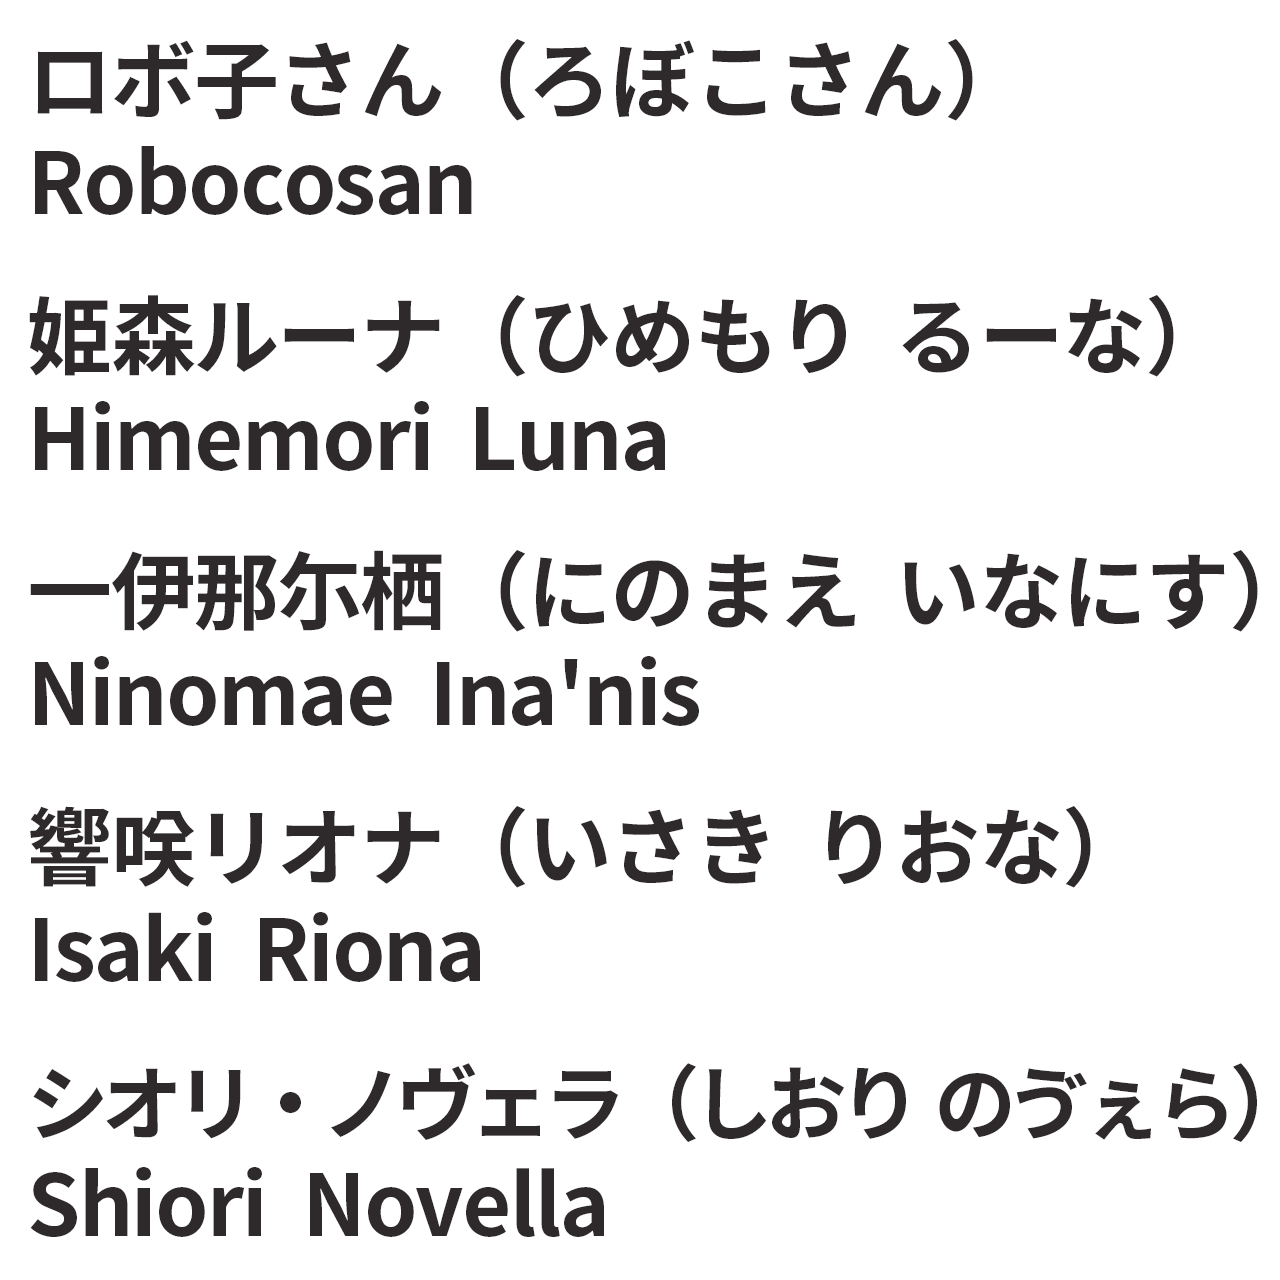 ロボ子さん（ろぼこさん）
Robocosan
姫森ルーナ（ひめもり るーな）
Himemori Luna
一伊那尓栖（にのまえ いなにす）
Ninomae Ina'nis
響咲リオナ（いさき りおな）
Isaki Riona
シオリ・ノヴェラ（しおり のゔぇら）
Shiori Novella